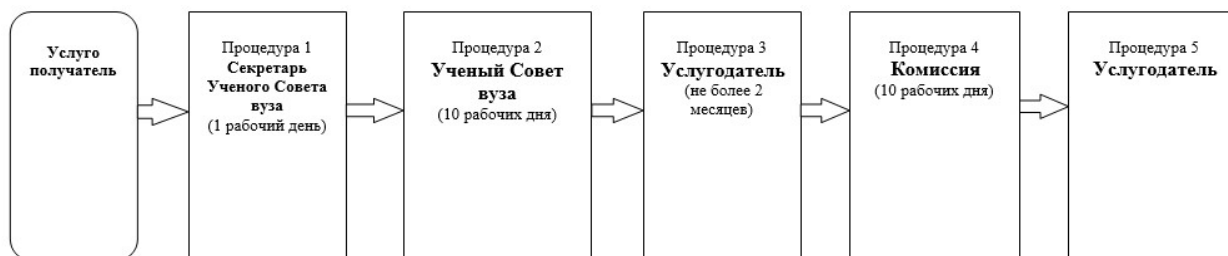 Услуго
получатель
Процедура 1
Секретарь
Ученого Совета
вуза
(1 рабочий день)
Процедура 2
Ученый Совет
вуза
(10 рабочих дня)
Процедура 3
Услугодатель
(не более 2
месяцев)
Процедура 4
Комиссия
(10 рабочих дня)
Процедура 5
Услугодатель